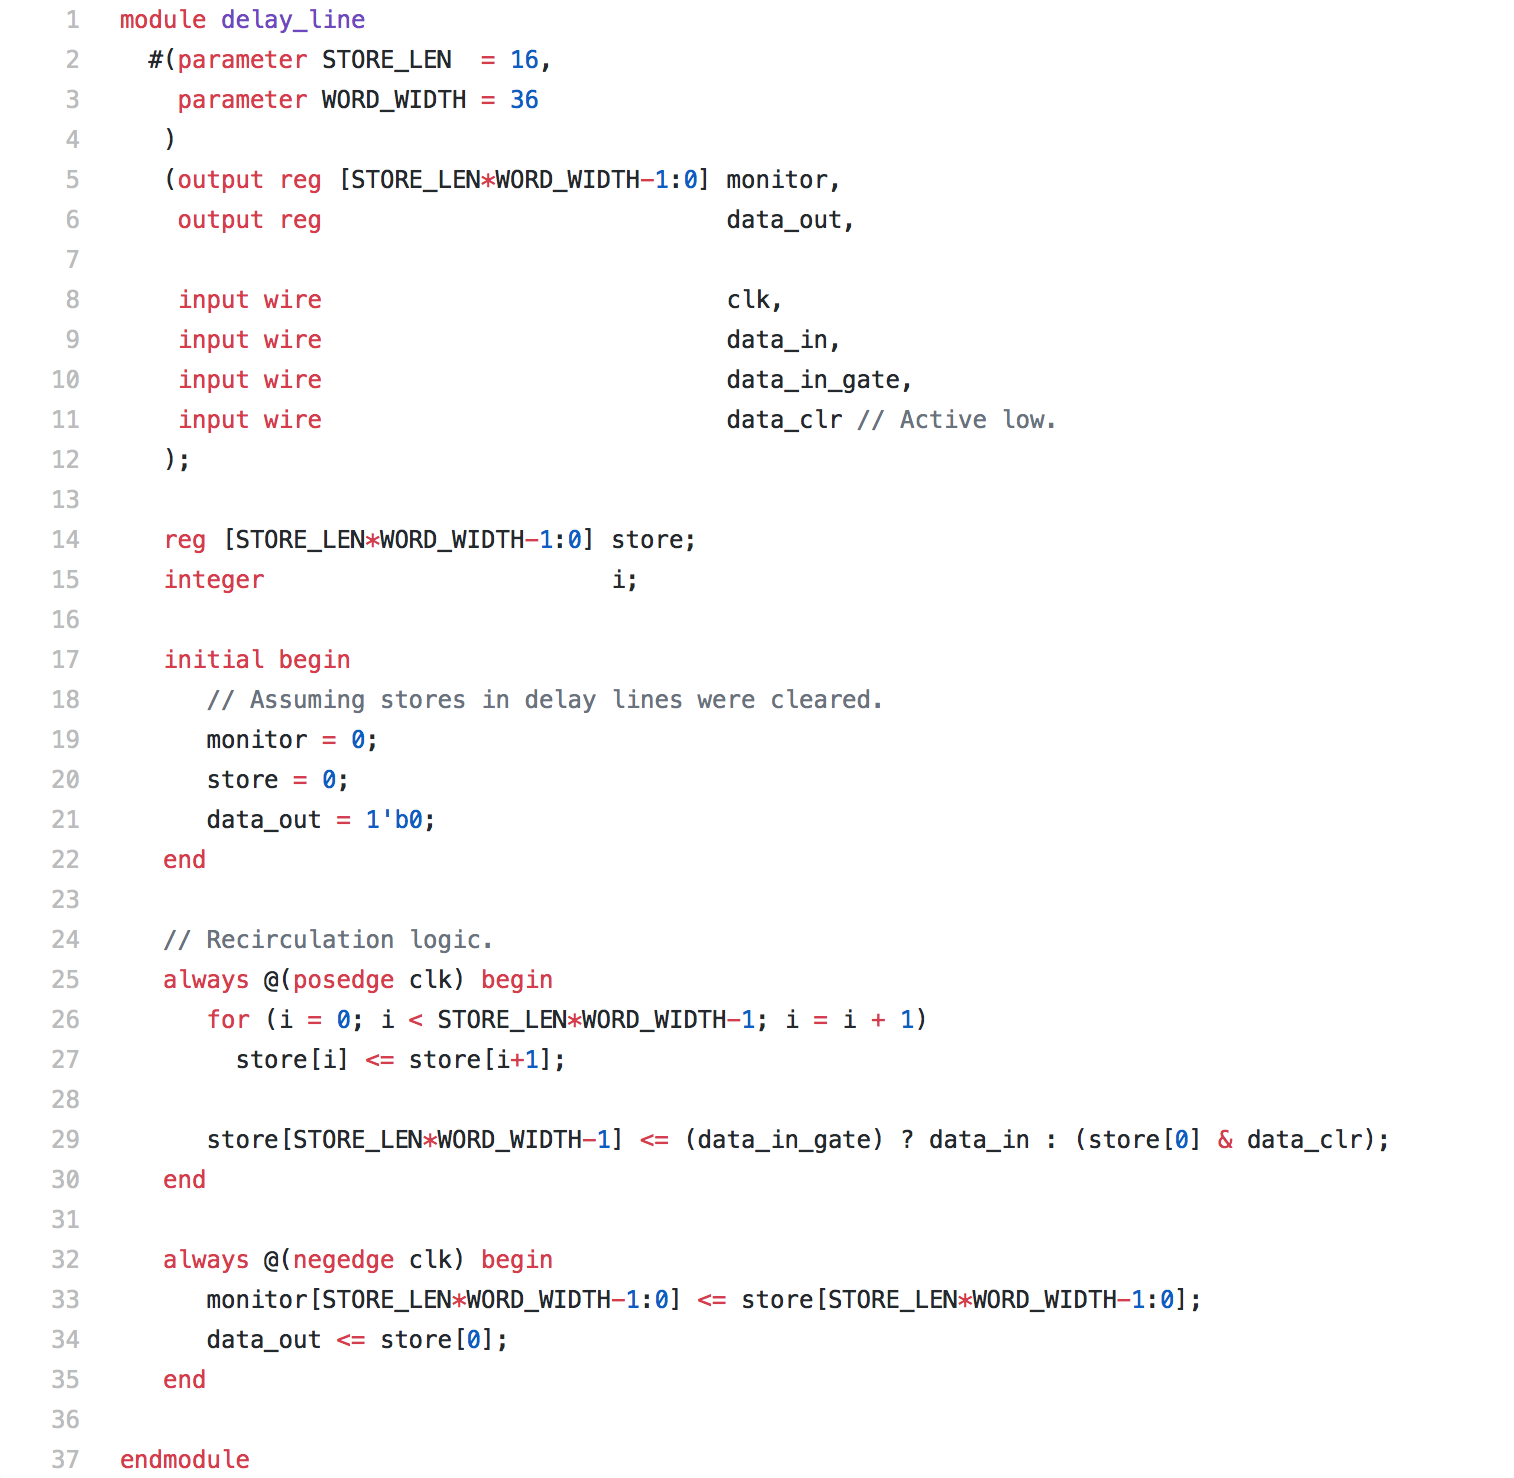 1 module delay_line
2   #(parameter STORE_LEN  = 16,
3     parameter WORD_WIDTH = 36
4    )
5    (output reg [STORE_LEN*WORD_WIDTH-1:0] monitor,
6     output reg                            data_out,
7
8     input wire                            clk,
9     input wire                            data_in,
10     input wire                            data_in_gate,
11     input wire                            data_clr // Active low.
12    );
13
14    reg [STORE_LEN*WORD_WIDTH-1:0] store;
15    integer                        i;
16
17    initial begin
18       // Assuming stores in delay lines were cleared.
19       monitor = 0;
20       store = 0;
21       data_out = 1'b0;
22    end
23
24    // Recirculation logic.
25    always @(posedge clk) begin
26       for (i = 0; i < STORE_LEN*WORD_WIDTH-1; i = i + 1)
27         store[i] <= store[i+1];
28
29       store[STORE_LEN*WORD_WIDTH-1] <= (data_in_gate) ? data_in : (store[0] & data_clr);
30    end
31
32    always @(negedge clk) begin
33       monitor[STORE_LEN*WORD_WIDTH-1:0] <= store[STORE_LEN*WORD_WIDTH-1:0];
34       data_out <= store[0];
35    end
36
37 endmodule